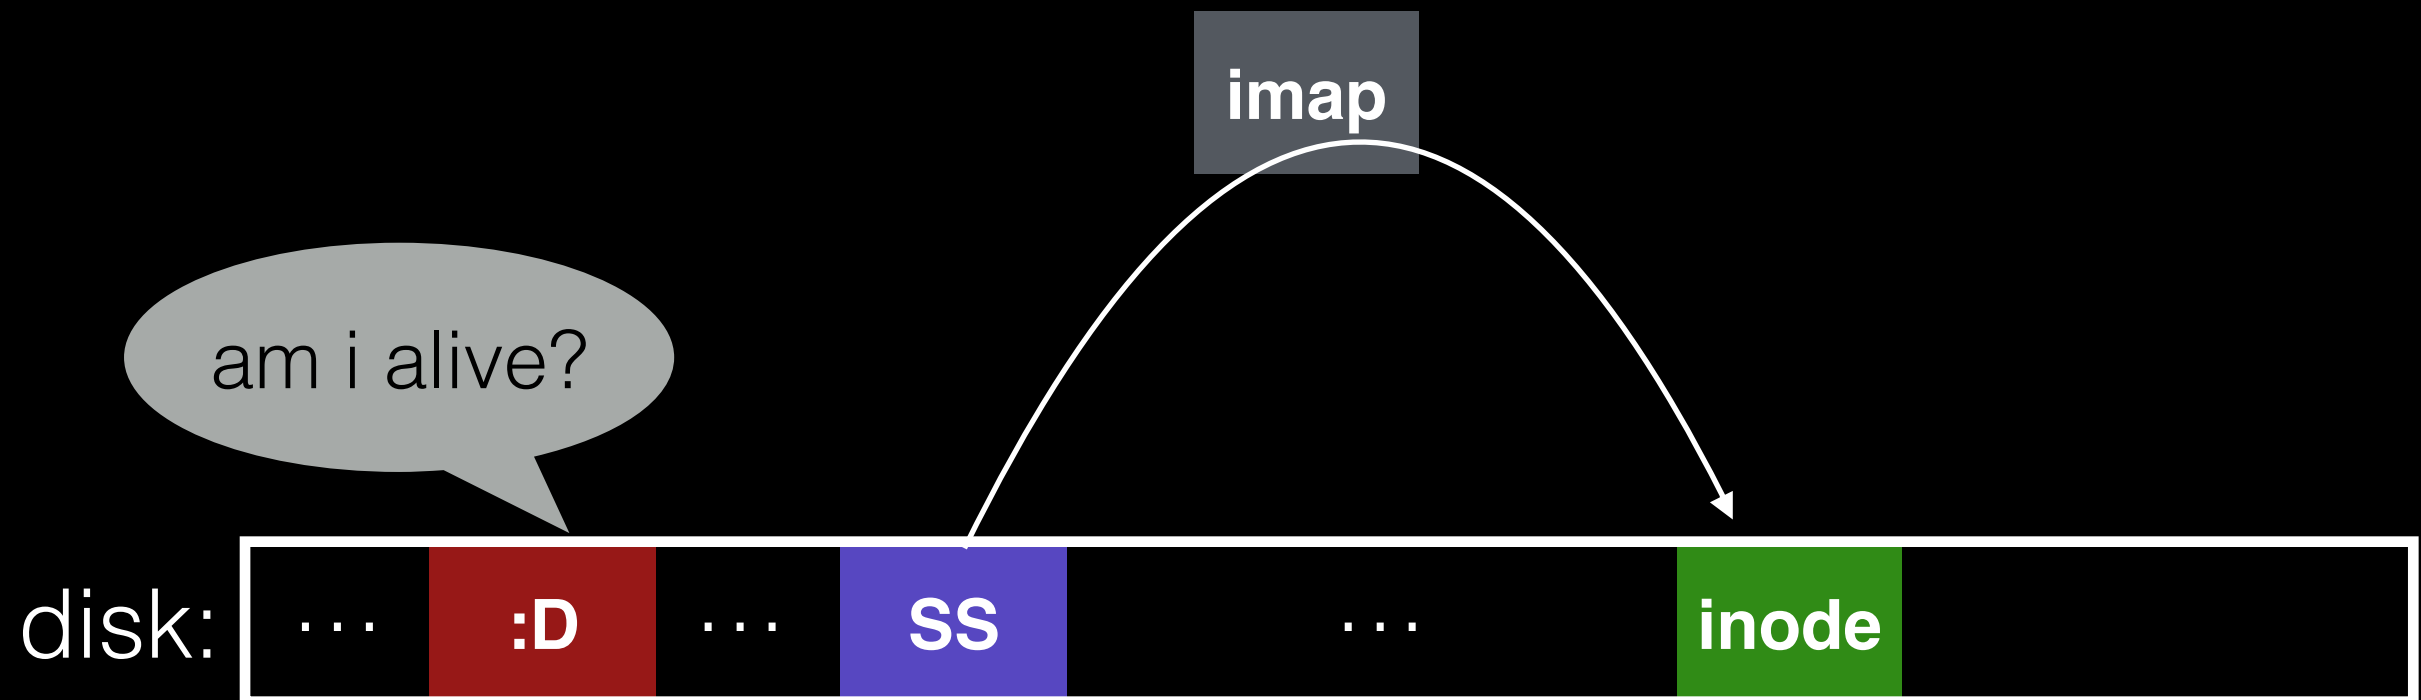 imap
am i alive?
disk: ... :D ... SS ... inode